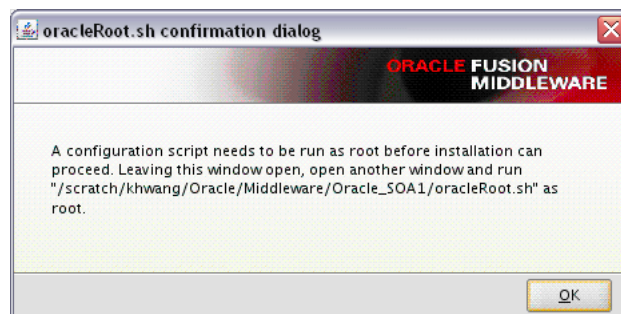 oracleRoot.sh confirmation dialog
ORACLE FUSION
MIDDLEWARE
A configuration script needs to be run as root before installation can
proceed. Leaving this window open, open another window and run
"/scratch/khwang/Oracle/Middleware/Oracle_SOA1/oracleRoot.sh" as
root.
OK